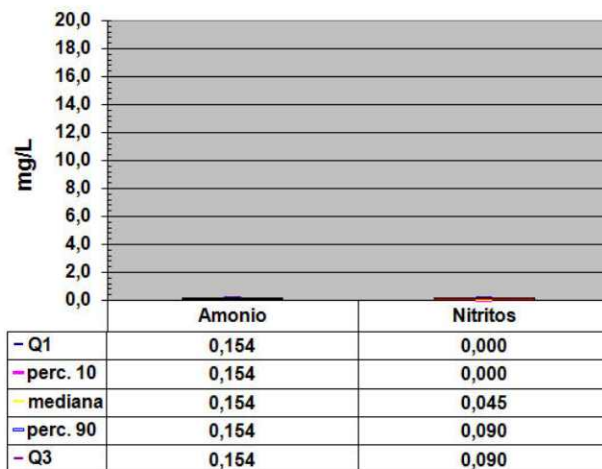 20,0
18,0
16,0
14,0
12,0
10,0
8,0
6,0
4,0
2,0
0,0
mg/L
Amonio Nitritos
Q1 0,154 0,000
perc. 10 0,154 0,000
mediana 0,154 0,045
perc. 90 0,154 0,090
Q3 0,154 0,090